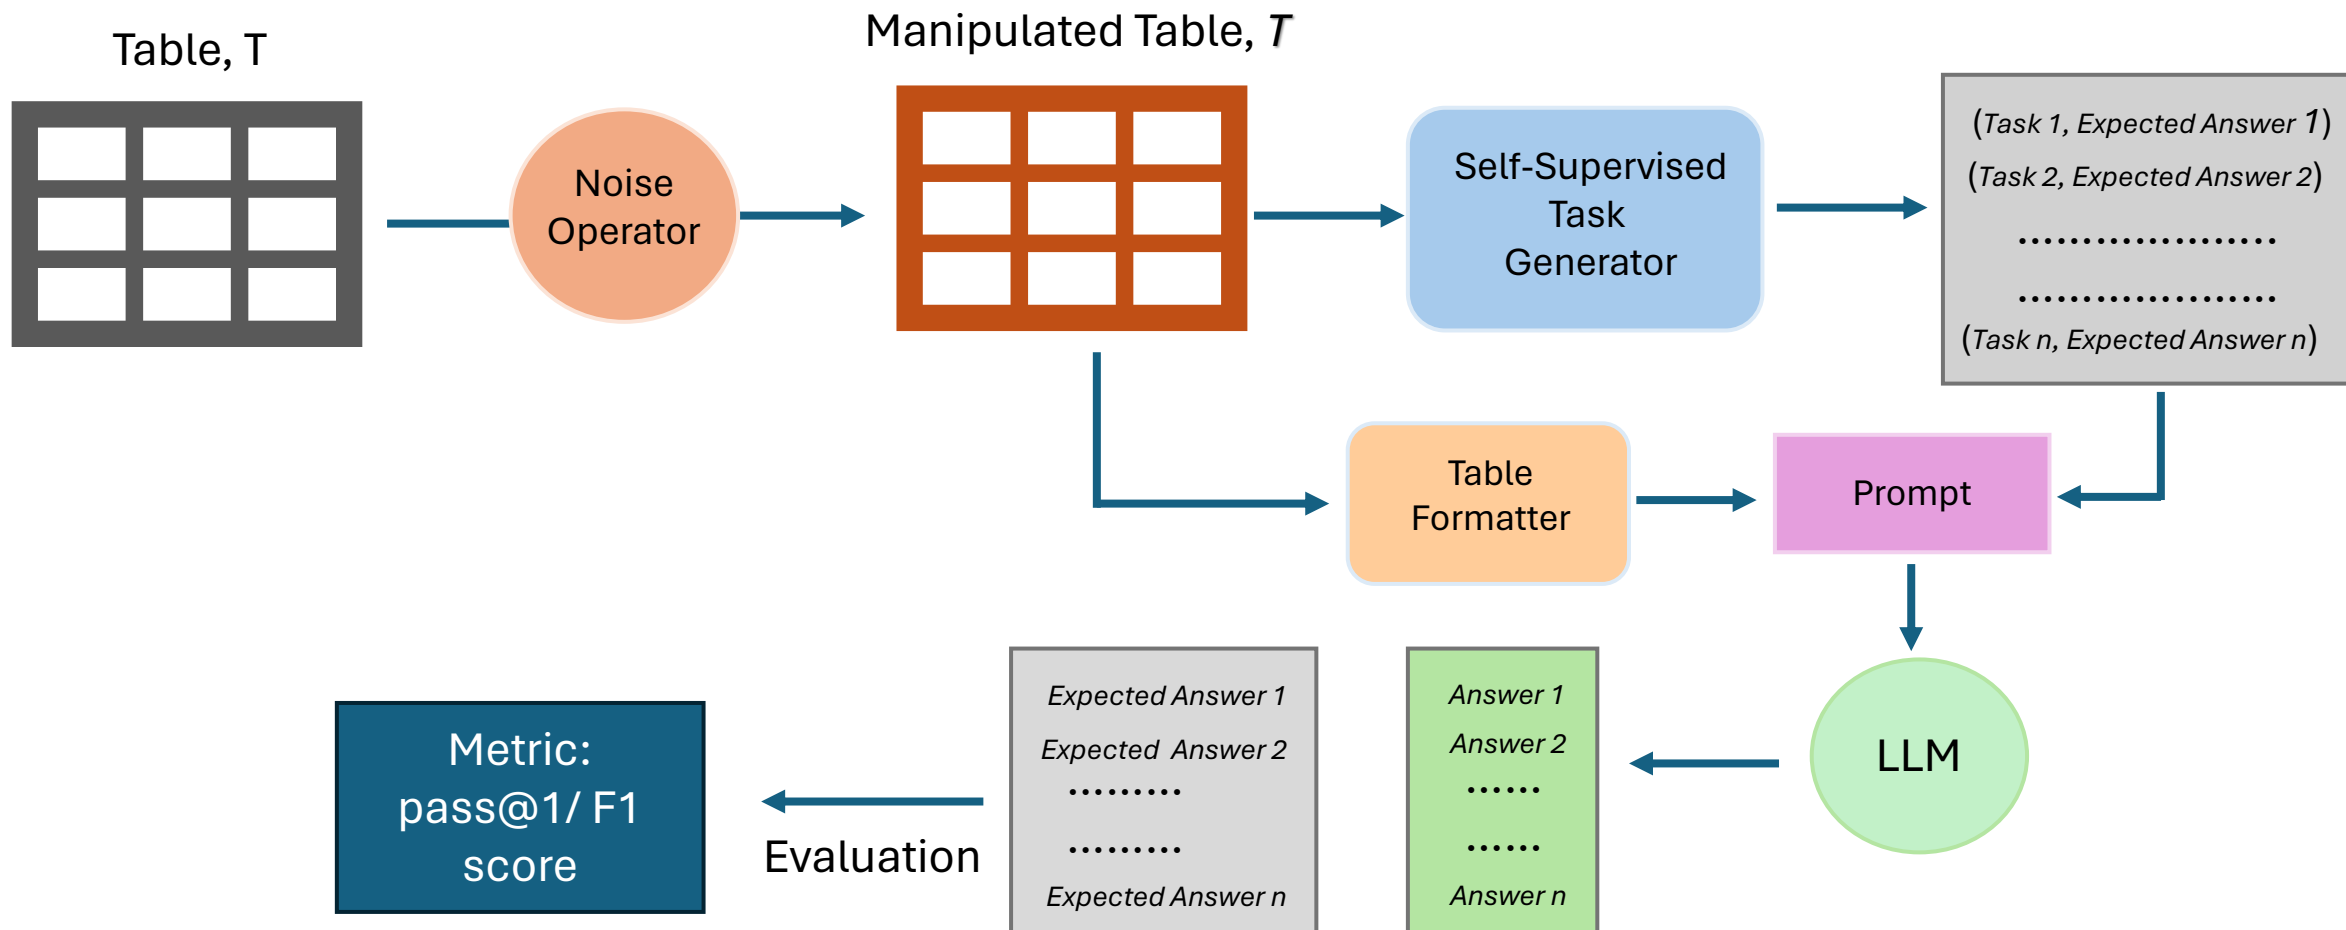 Table, T
Manipulated Table, T
Noise
Operator
Self-Supervised
Task
Generator
(Task 1, Expected Answer 1)
(Task 2, Expected Answer 2)
....................
....................
(Task n, Expected Answer n)
Table
Formatter
Prompt
LLM
Answer 1
Answer 2
......
......
Answer n
Expected Answer 1
Expected  Answer 2
.........
.........
Expected Answer n
Evaluation
Metric:
pass@1/ F1
score